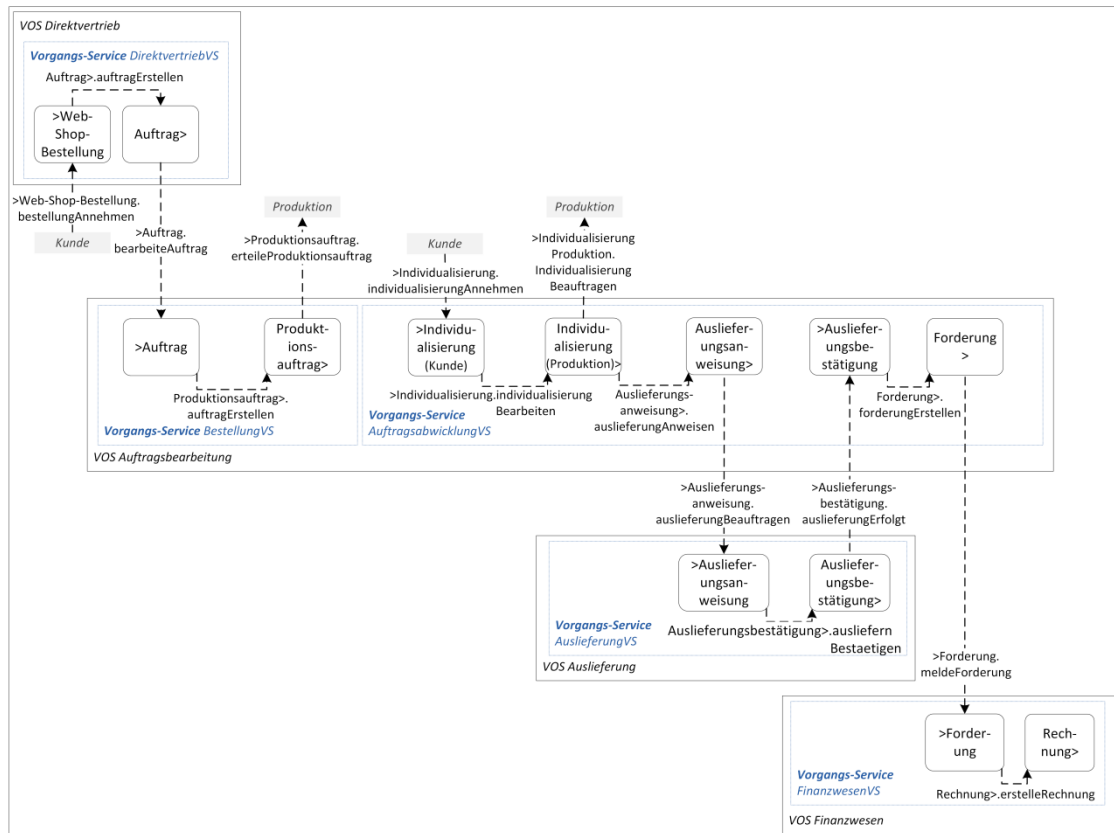 VOS Direktvertrieb
Vorgangs-Service DirektvertriebVS
Auftrag>.auftragErstellen
>Web-
Shop-
Bestellung
Auftrag>
>Web-Shop-Bestellung.
bestellungAnnehmen
Kunde
>Auftrag.
bearbeiteAuftrag
Produktion
>Produktionsauftrag.
erteileProduktionsauftrag
Kunde
>Individualisierung.
individualisierungAnnehmen
Produktion
>Individualisierung
Produktion.
Individualisierung
Beauftragen
>Auftrag
Produkt-
ions-
auftrag>
Produktionsauftrag>.
auftragErstellen
Vorgangs-Service BestellungVS
>Individu-
alisierung
(Kunde)
Individu-
alisierung
(Produktion)>
Ausliefer-
ungsan-
weisung>
>Ausliefer-
ungsbe-
stätigung
Forderung
>
>Individualisierung.individualisierung
Bearbeiten
Auslieferungs-
anweisung>.
auslieferungAnweisen
Forderung>.
forderungErstellen
Vorgangs-Service
AuftragsabwicklungVS
VOS Auftragsbearbeitung
>Auslieferungs-
anweisung.
auslieferungBeauftragen
>Auslieferungs-
bestätigung.
auslieferungErfolgt
>Ausliefer-
ungsan-
weisung
Ausliefer-
ungsbe-
stätigung>
Vorgangs-Service
AuslieferungVS
Auslieferungsbestätigung>.ausliefern
Bestaetigen
VOS Auslieferung
>Forderung.
meldeForderung
>Forder-
ung
Rech-
nung>
Vorgangs-Service
FinanzwesenVS
Rechnung>.erstelleRechnung
VOS Finanzwesen